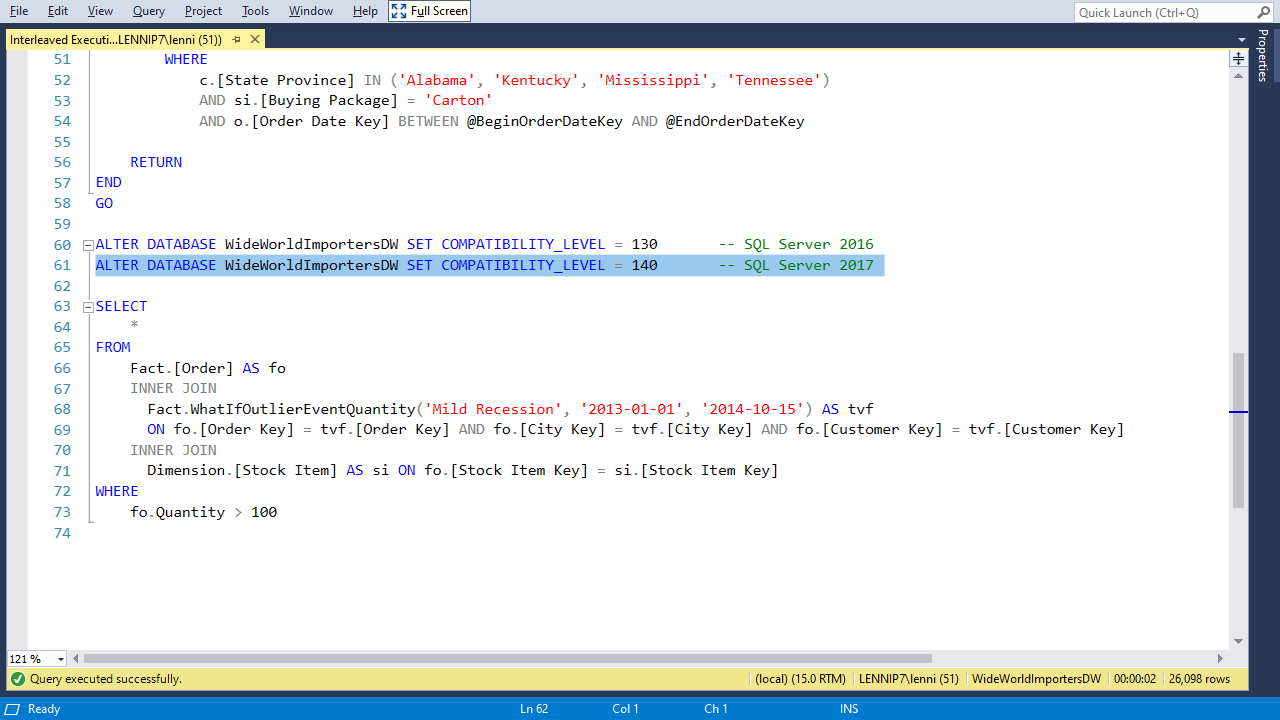 File Edit View Query Project Tools Window Help Full Screen Quick Launch (Ctrl+Q)
Interleaved Executi...LENNIP7\lenni (51))
Properties
51 WHERE
52 c.[State Province] IN ('Alabama', 'Kentucky', 'Mississippi', 'Tennessee')
53 AND si.[Buying Package] = 'Carton'
54 AND o.[Order Date Key] BETWEEN @BeginOrderDateKey AND @EndOrderDateKey
55
56 RETURN
57 END
58 GO
59
60 ALTER DATABASE WideWorldImportersDW SET COMPATIBILITY_LEVEL = 130 -- SQL Server 2016
61 ALTER DATABASE WideWorldImportersDW SET COMPATIBILITY_LEVEL = 140 -- SQL Server 2017
62
63 SELECT
64 *
65 FROM
66 Fact.[Order] AS fo
67 INNER JOIN
68 Fact.WhatIfOutlierEventQuantity('Mild Recession', '2013-01-01', '2014-10-15') AS tvf
69 ON fo.[Order Key] = tvf.[Order Key] AND fo.[City Key] = tvf.[City Key] AND fo.[Customer Key] = tvf.[Customer Key]
70 INNER JOIN
71 Dimension.[Stock Item] AS si ON fo.[Stock Item Key] = si.[Stock Item Key]
72 WHERE
73 fo.Quantity > 100
74
121 %
Query executed successfully. (local) (15.0 RTM) LENNIP7\lenni (51) WideWorldImportersDW 00:00:02 26,098 rows
Ready Ln 62 Col 1 Ch 1 INS